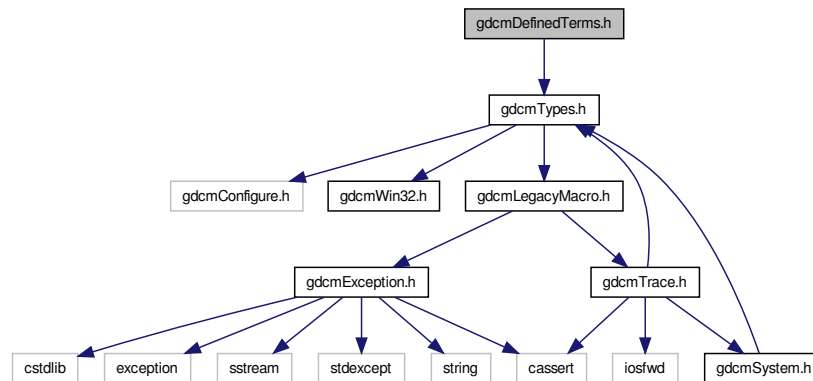 gdcmDefinedTerms.h
gdcmTypes.h
gdcmConfigure.h
gdcmWin32.h
gdcmLegacyMacro.h
gdcmException.h
gdcmTrace.h
cstdlib
exception
sstream
stdexcept
string
cassert
iosfwd
gdcmSystem.h